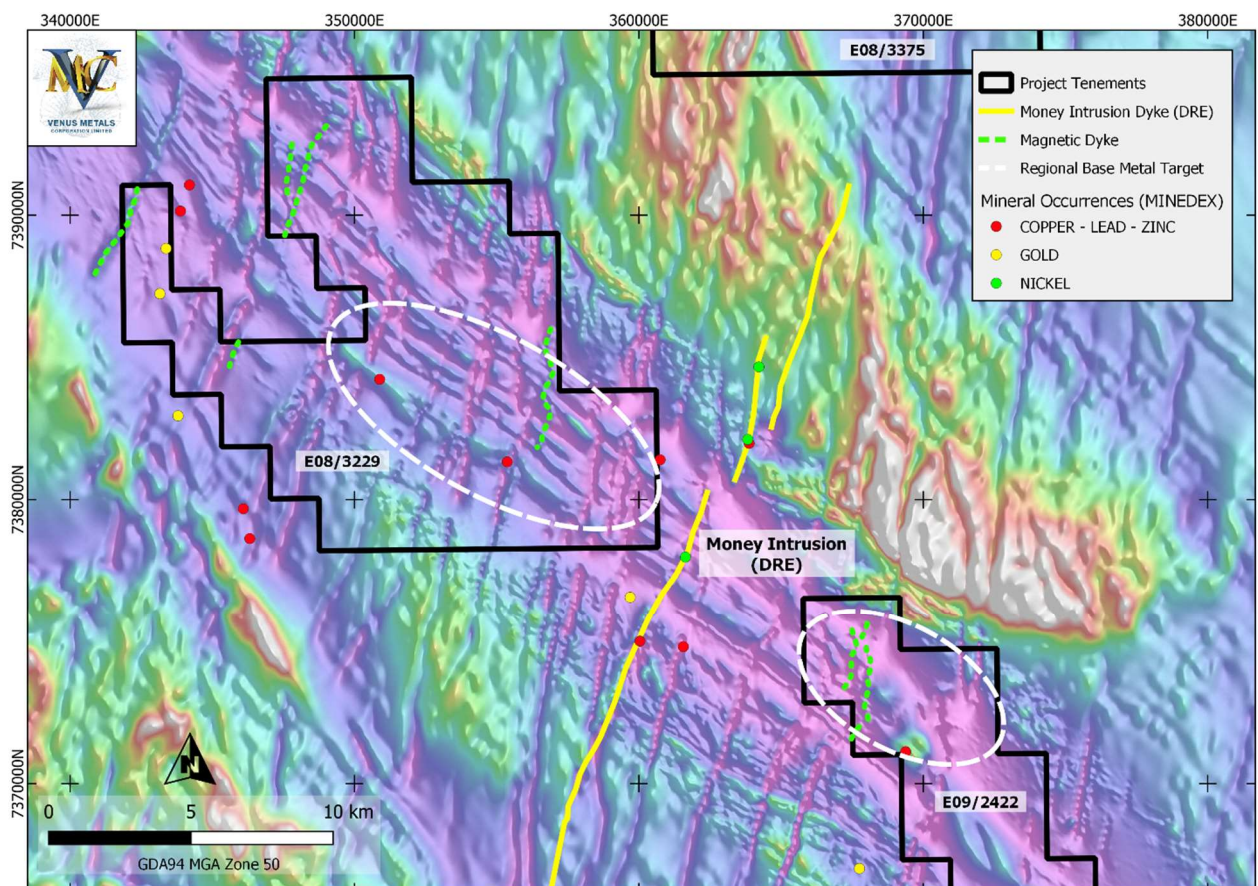 340000E
350000E
360000E
370000E
380000E
VMC
VENUS METALS
CORPORATION LIMITED
E08/3375
Project Tenements
Money Intrusion Dyke (DRE)
Magnetic Dyke
Regional Base Metal Target
Mineral Occurrences (MINEDEX)
COPPER - LEAD - ZINC
GOLD
NICKEL
7390000N
7380000N
7370000N
E08/3229
Money Intrusion
(DRE)
E09/2422
N
0
5
10 km
GDA94 MGA Zone 50